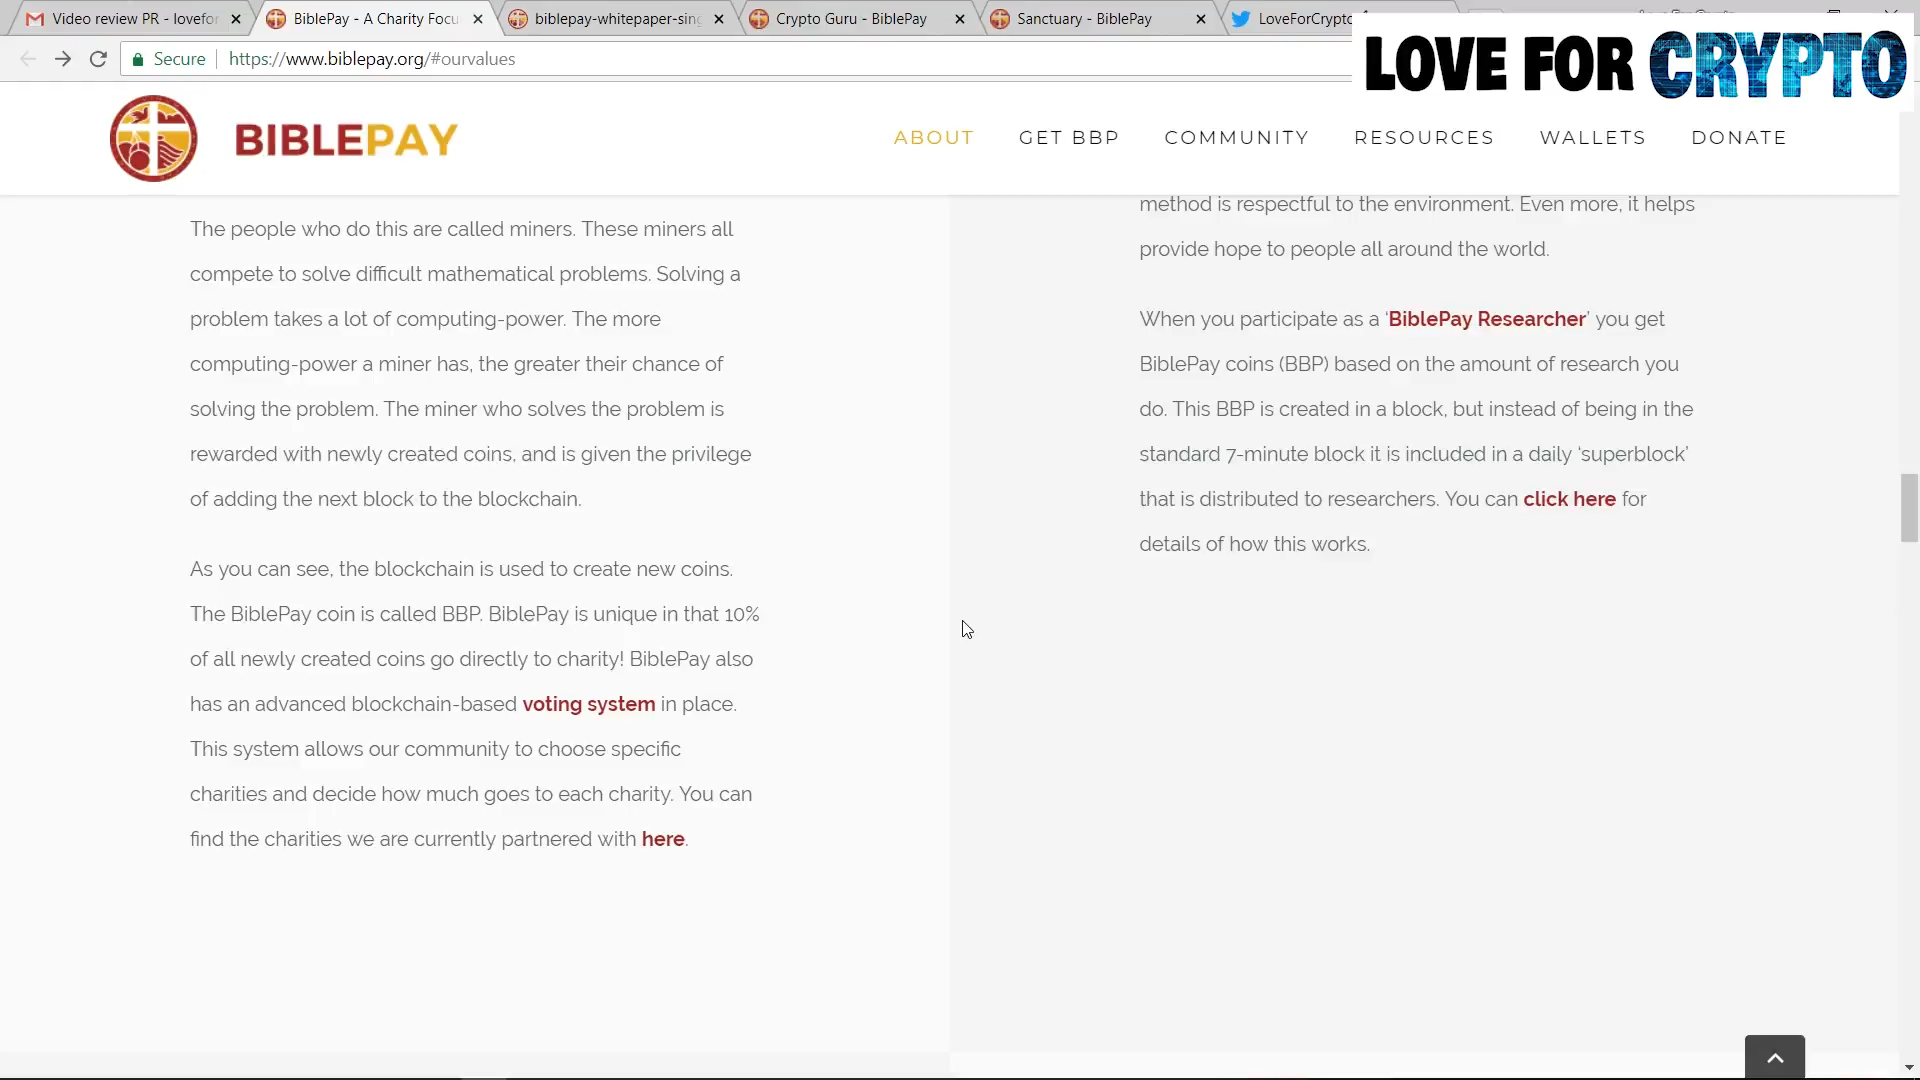 Video review PR - lovefor
BiblePay - A Charity Focu
biblepay-whitepaper-sing
Crypto Guru - BiblePay
Sanctuary - BiblePay
LoveForCrypto
Secure
https://www.biblepay.org/#ourvalues
LOVE FOR CRYPTO
BIBLEPAY
ABOUT
GET BBP
COMMUNITY
RESOURCES
WALLETS
DONATE
The people who do this are called miners. These miners all
compete to solve difficult mathematical problems. Solving a
problem takes a lot of computing-power. The more
computing-power a miner has, the greater their chance of
solving the problem. The miner who solves the problem is
rewarded with newly created coins, and is given the privilege
of adding the next block to the blockchain.
As you can see, the blockchain is used to create new coins.
The BiblePay coin is called BBP. BiblePay is unique in that 10%
of all newly created coins go directly to charity! BiblePay also
has an advanced blockchain-based voting system in place.
This system allows our community to choose specific
charities and decide how much goes to each charity. You can
find the charities we are currently partnered with here.
method is respectful to the environment. Even more, it helps
provide hope to people all around the world.
When you participate as a ‘BiblePay Researcher’ you get
BiblePay coins (BBP) based on the amount of research you
do. This BBP is created in a block, but instead of being in the
standard 7-minute block it is included in a daily ‘superblock’
that is distributed to researchers. You can click here for
details of how this works.